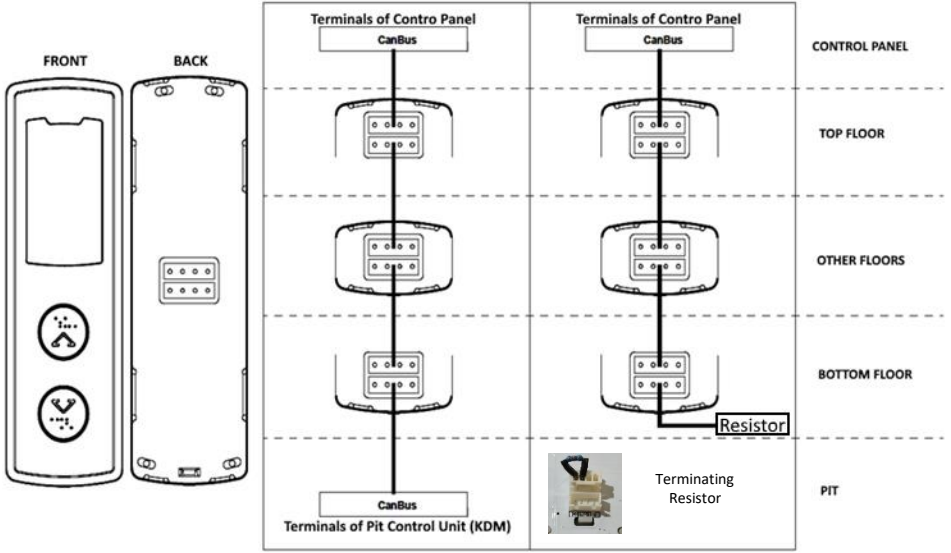 FRONT
BACK
Terminals of Contro Panel
CanBus
Terminals of Contro Panel
CanBus
CONTROL PANEL
TOP FLOOR
OTHER FLOORS
BOTTOM FLOOR
Resistor
CanBus
Terminals of Pit Control Unit (KDM)
Terminating
Resistor
PIT